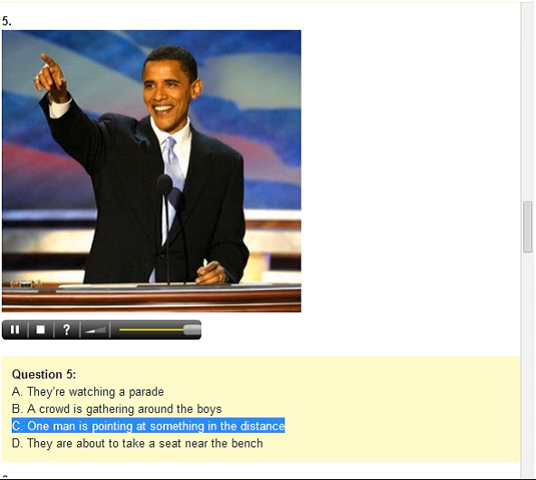 5.
?
Question 5:
A. They're watching a parade
B. A crowd is gathering around the boys
C. One man is pointing at something in the distance
D. They are about to take a seat near the bench